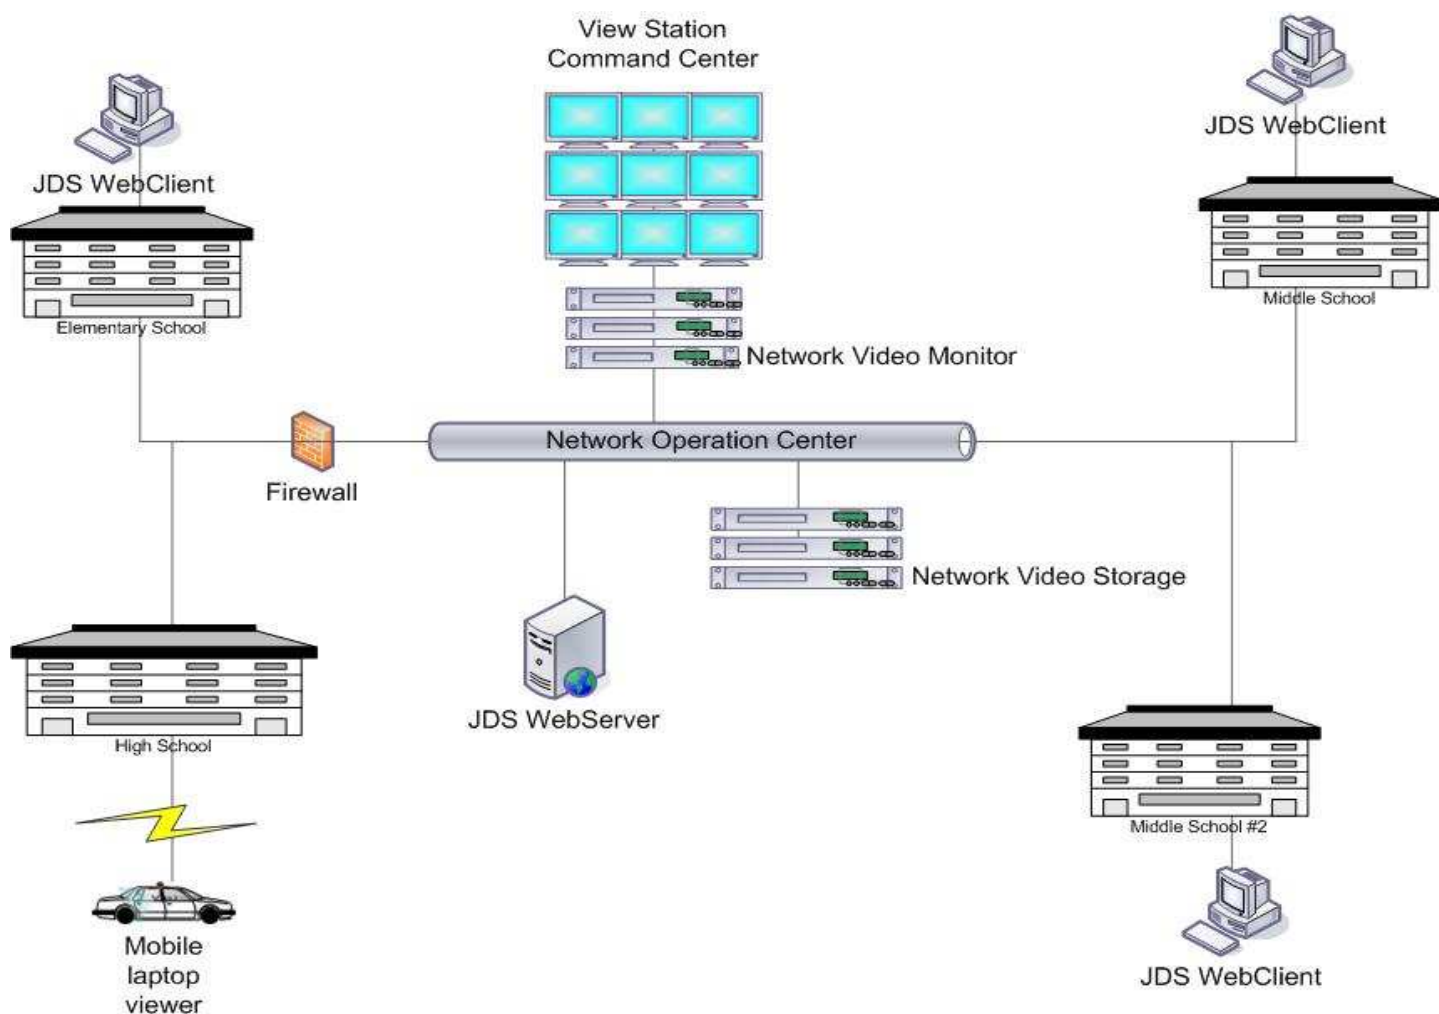 View Station
Command Center
JDS WebClient
JDS WebClient
Elementary School
Middle School
Network Video Monitor
Network Operation Center
Firewall
Network Video Storage
JDS WebServer
High School
Middle School #2
Mobile
laptop
viewer
JDS WebClient